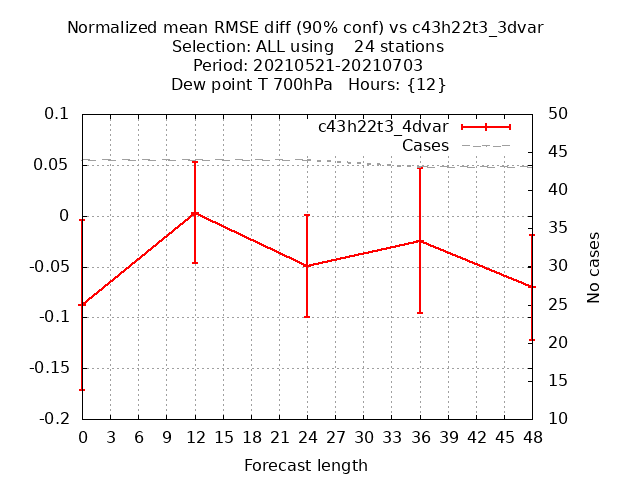 Normalized mean RMSE diff (90% conf) vs c43h22t3_3dvar
Selection: ALL using    24 stations
Period: 20210521-20210703
Dew point T 700hPa   Hours: {12}
c43h22t3_4dvar
Cases
0.1
0.05
0
-0.05
-0.1
-0.15
-0.2
50
45
40
35
30
25
20
15
10
No cases
0 3 6 9 12 15 18 21 24 27 30 33 36 39 42 45 48
Forecast length